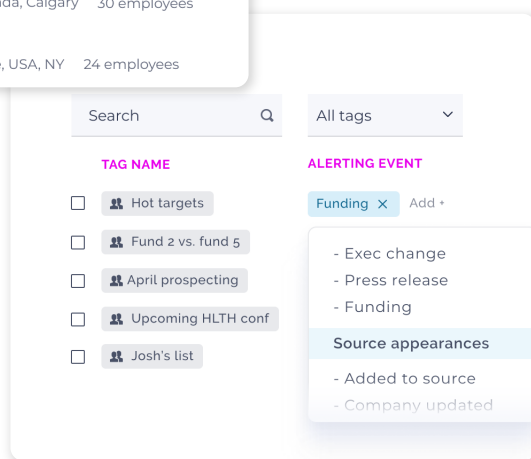 Calgary 30 employees
USA, NY 24 employees
Search
All tags
TAG NAME
ALERTING EVENT
Hot targets
Funding × Add +
Fund 2 vs. fund 5
- Exec change
April prospecting
- Press release
- Funding
Upcoming HLTH conf
Source appearances
Josh's list
- Added to source
- Company updated